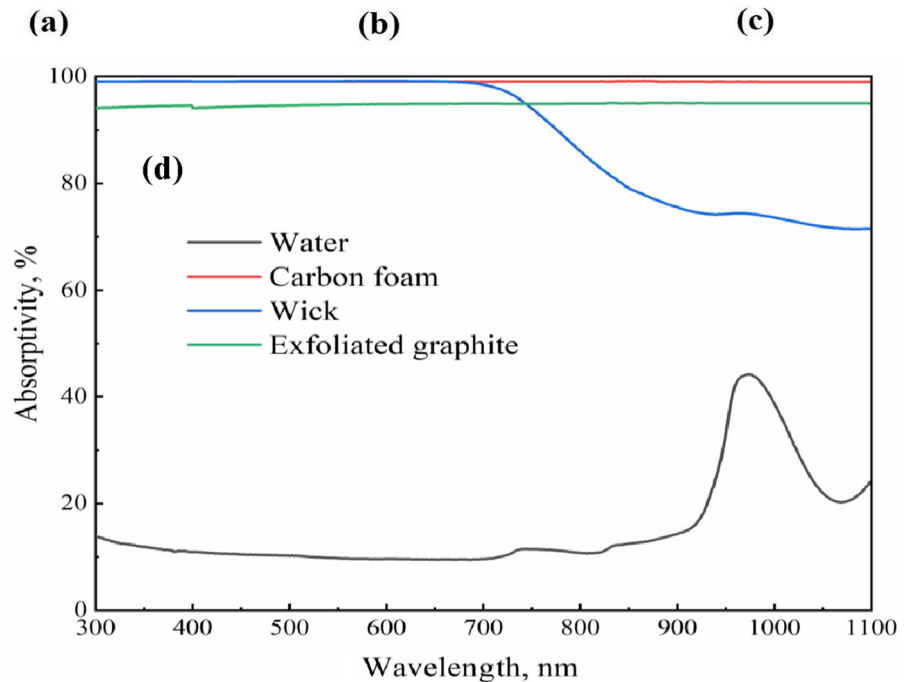 (a) (b) (c)
100
80
60
40
20
0
Absorptivity, %
(d)
Water
Carbon foam
Wick
Exfoliated graphite
300 400 500 600 700 800 900 1000 1100
Wavelength, nm